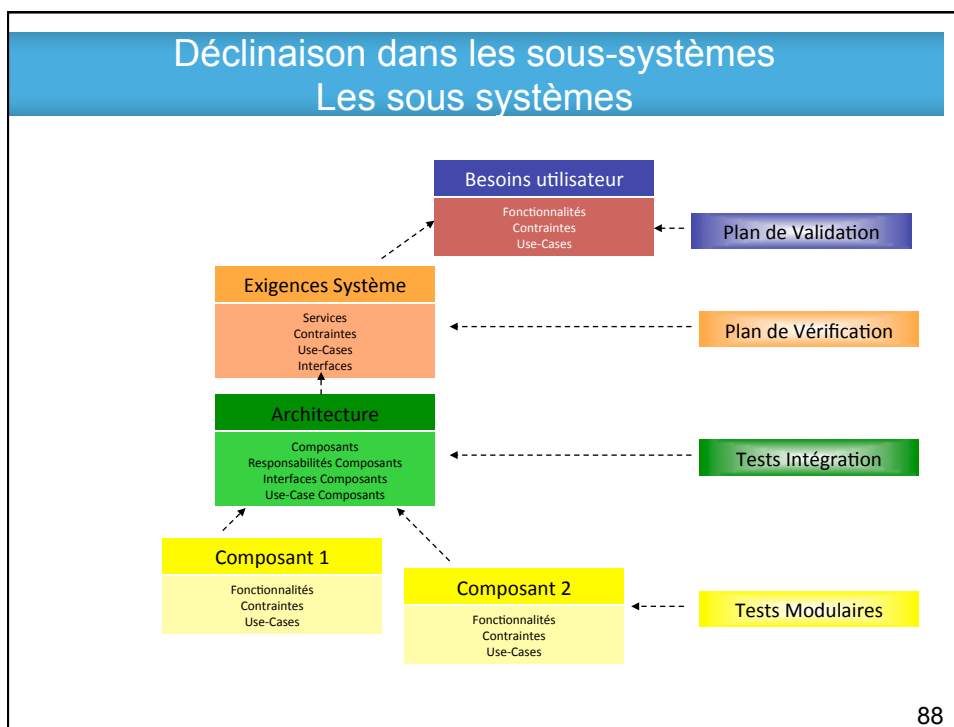 Déclinaison dans les sous-systèmes
Les sous systèmes
Besoins utilisateur
Fonctionnalités
Contraintes
Use-Cases
Plan de Validation
Exigences Système
Services
Contraintes
Use-Cases
Interfaces
Plan de Vérification
Architecture
Composants
Responsabilités Composants
Interfaces Composants
Use-Case Composants
Tests Intégration
Composant 1
Fonctionnalités
Contraintes
Use-Cases
Composant 2
Fonctionnalités
Contraintes
Use-Cases
Tests Modulaires
88